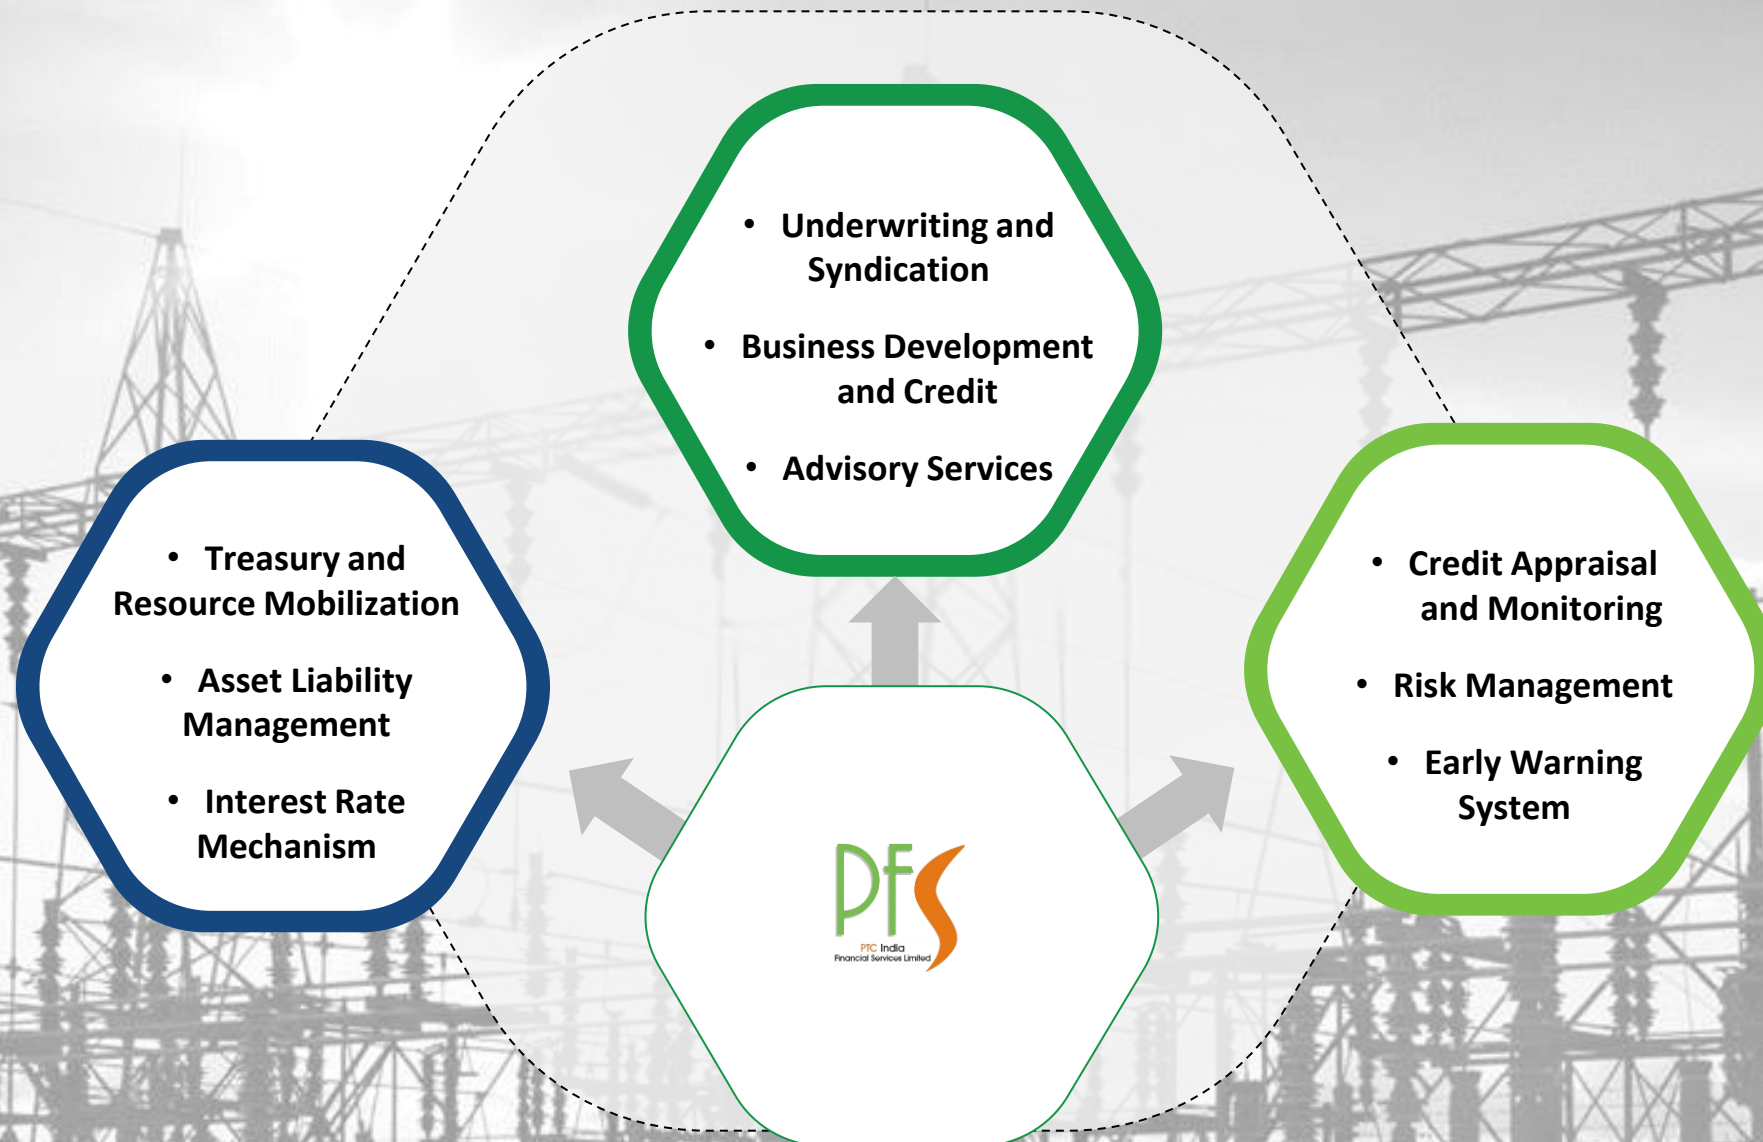 • Underwriting and
Syndication
• Business Development
and Credit
• Advisory Services
• Treasury and
Resource Mobilization
• Asset Liability
Management
• Interest Rate
Mechanism
• Credit Appraisal
and Monitoring
• Risk Management
• Early Warning
System
PFS
PTC India
Financial Services Limited